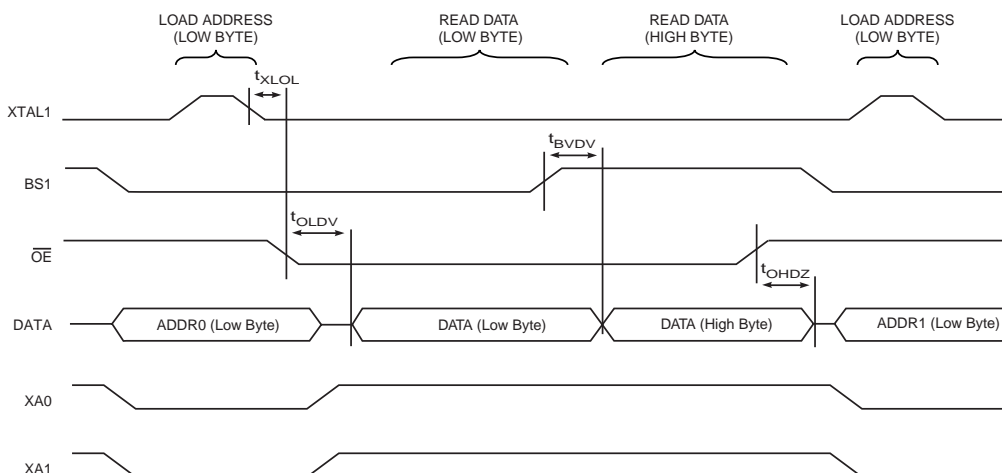 LOAD ADDRESS
(LOW BYTE)
READ DATA
(LOW BYTE)
READ DATA
(HIGH BYTE)
LOAD ADDRESS
(LOW BYTE)
tXLOL
XTAL1
tBVDV
BS1
tOLDV
OE
tOHDZ
DATA
ADDR0 (Low Byte)
DATA (Low Byte)
DATA (High Byte)
ADDR1 (Low Byte)
XA0
XA1